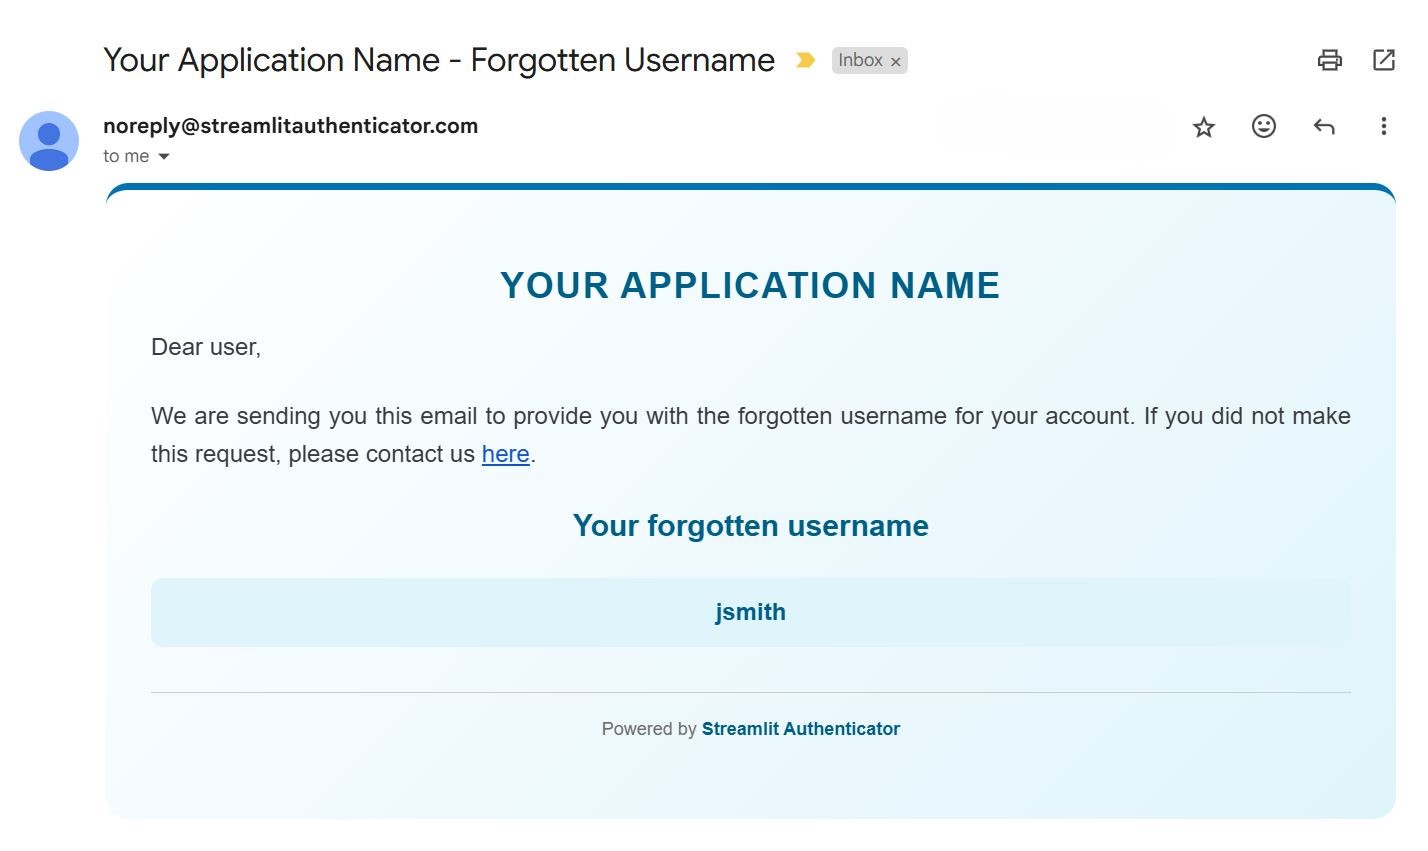 Your Application Name - Forgotten Username
Inbox ×
noreply@streamlitauthenticator.com
to me
YOUR APPLICATION NAME
Dear user,
We are sending you this email to provide you with the forgotten username for your account. If you did not make
this request, please contact us here.
Your forgotten username
jsmith
Powered by Streamlit Authenticator